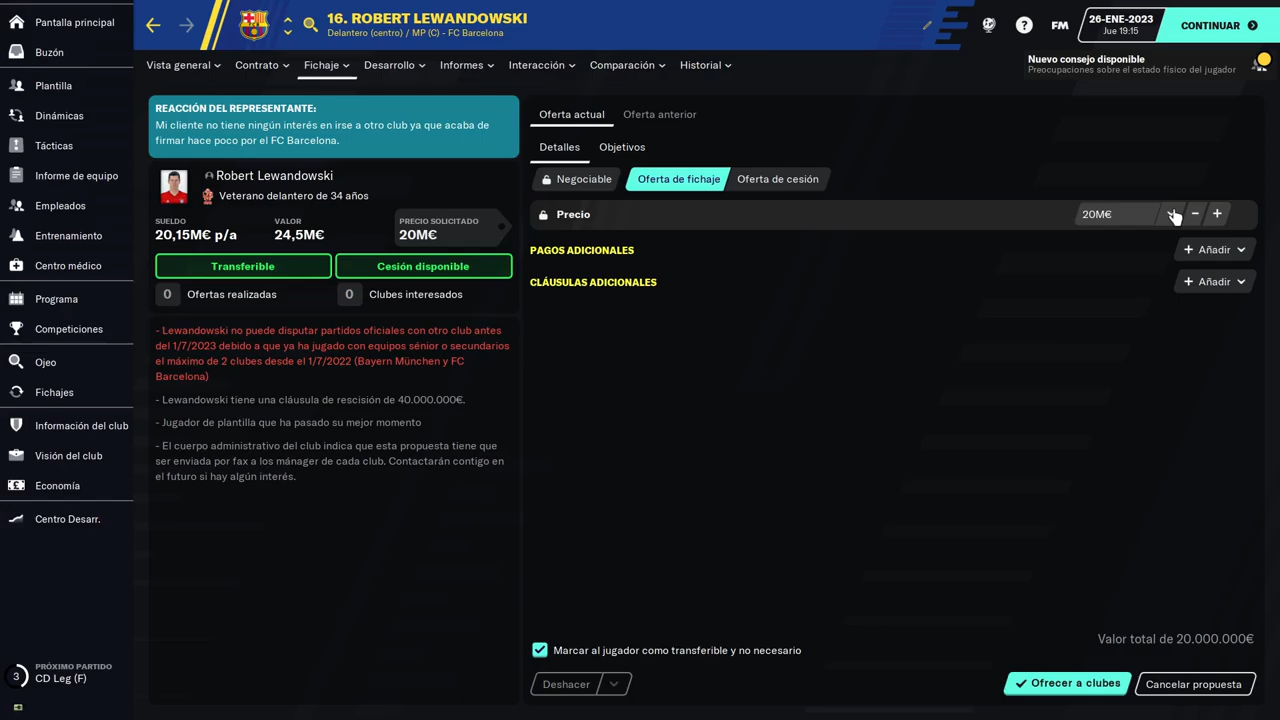 Pantalla principal
Buzón
Plantilla
Dinámicas
Tácticas
Informe de equipo
Empleados
Entrenamiento
Centro médico
Programa
Competiciones
Ojeo
Fichajes
Información del club
Visión del club
Economía
Centro Desarr.
3
PRÓXIMO PARTIDO
CD Leg (F)
16. ROBERT LEWANDOWSKI
Delantero (centro) / MP (C) - FC Barcelona
FM
26-ENE-2023
Jue 19:15
CONTINUAR
Vista general
Contrato
Fichaje
Desarrollo
Informes
Interacción
Comparación
Historial
Nuevo consejo disponible
Preocupaciones sobre el estado físico del jugador
REACCIÓN DEL REPRESENTANTE:
Mi cliente no tiene ningún interés en irse a otro club ya que acaba de
firmar hace poco por el FC Barcelona.
Robert Lewandowski
Veterano delantero de 34 años
SUELDO
20,15M€ p/a
VALOR
24,5M€
PRECIO SOLICITADO
20M€
Transferible
Cesión disponible
0 Ofertas realizadas
0 Clubes interesados
- Lewandowski no puede disputar partidos oficiales con otro club antes
del 1/7/2023 debido a que ya ha jugado con equipos sénior o secundarios
el máximo de 2 clubes desde el 1/7/2022 (Bayern München y FC
Barcelona)
- Lewandowski tiene una cláusula de rescisión de 40.000.000€.
- Jugador de plantilla que ha pasado su mejor momento
- El cuerpo administrativo del club indica que esta propuesta tiene que
ser enviada por fax a los mánager de cada club. Contactarán contigo en
el futuro si hay algún interés.
Oferta actual
Oferta anterior
Detalles
Objetivos
Negociable
Oferta de fichaje
Oferta de cesión
Precio
20M€
PAGOS ADICIONALES
+ Añadir
CLÁUSULAS ADICIONALES
+ Añadir
Valor total de 20.000.000€
Marcar al jugador como transferible y no necesario
Deshacer
Ofrecer a clubes
Cancelar propuesta